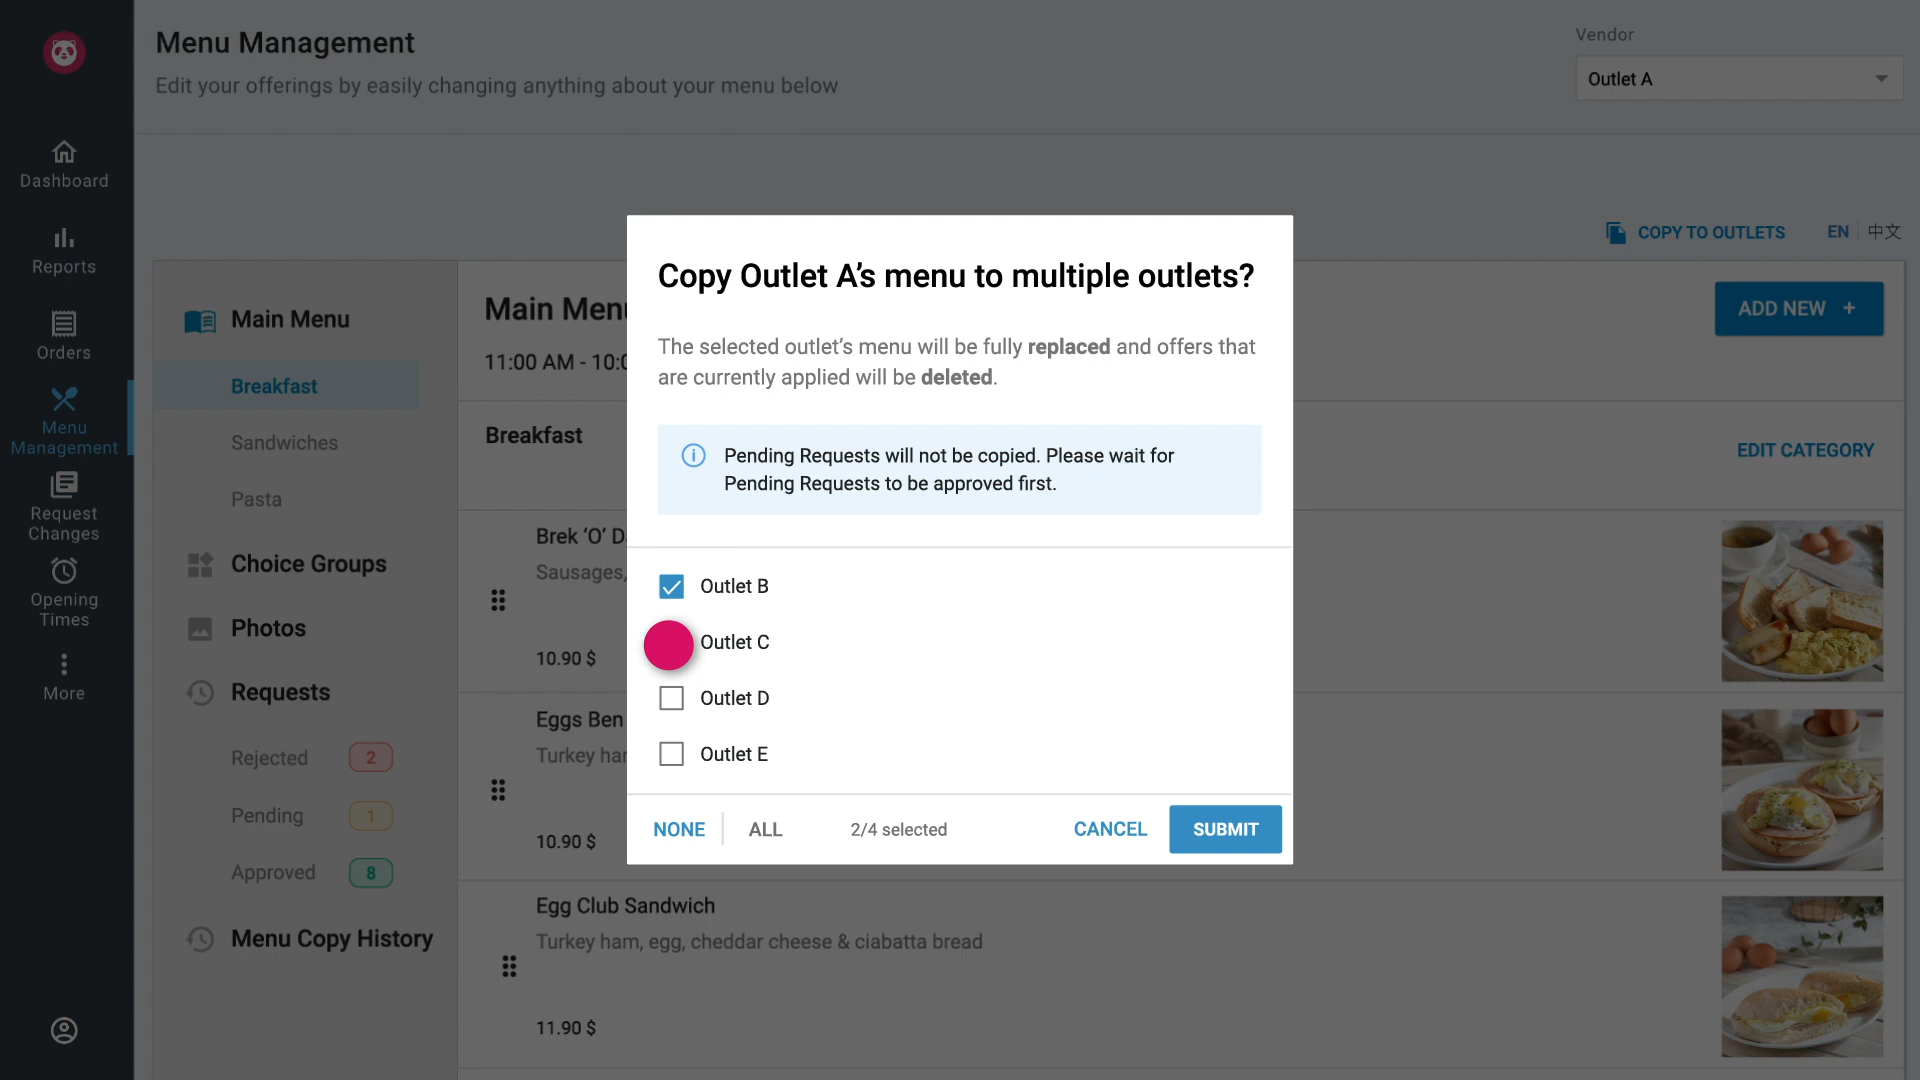 Menu Management
Edit your offerings by easily changing anything about your menu below
Vendor
Outlet A
Dashboard
Reports
Orders
Menu
Management
Request
Changes
Opening
Times
More
COPY TO OUTLETS
EN
中文
Main Menu
Breakfast
Sandwiches
Pasta
Choice Groups
Photos
Requests
Rejected 2
Pending 1
Approved 8
Menu Copy History
Main Menu
11:00 AM - 10:0
ADD NEW +
Breakfast
EDIT CATEGORY
Brek ‘O’ D
Sausages,
10.90 $
Eggs Ben
Turkey ha
10.90 $
Egg Club Sandwich
Turkey ham, egg, cheddar cheese & ciabatta bread
11.90 $
Copy Outlet A’s menu to multiple outlets?
The selected outlet’s menu will be fully replaced and offers that
are currently applied will be deleted.
Pending Requests will not be copied. Please wait for
Pending Requests to be approved first.
Outlet B
Outlet C
Outlet D
Outlet E
NONE
ALL
2/4 selected
CANCEL
SUBMIT